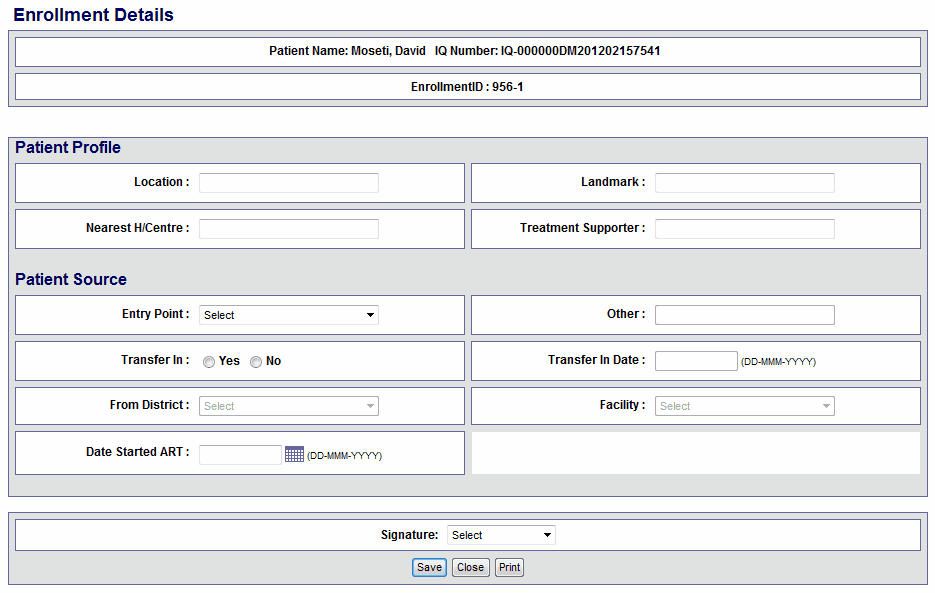 Enrollment Details
Patient Name: Moseti, David IQ Number: IQ-000000DM201202157541
EnrollmentID : 956-1
Patient Profile
Location :
Landmark :
Nearest H/Centre :
Treatment Supporter :
Patient Source
Entry Point : Select
Other :
Transfer In : Yes No
Transfer In Date : (DD-MMM-YYYY)
From District : Select
Facility : Select
Date Started ART : (DD-MMM-YYYY)
Signature: Select
Save Close Print